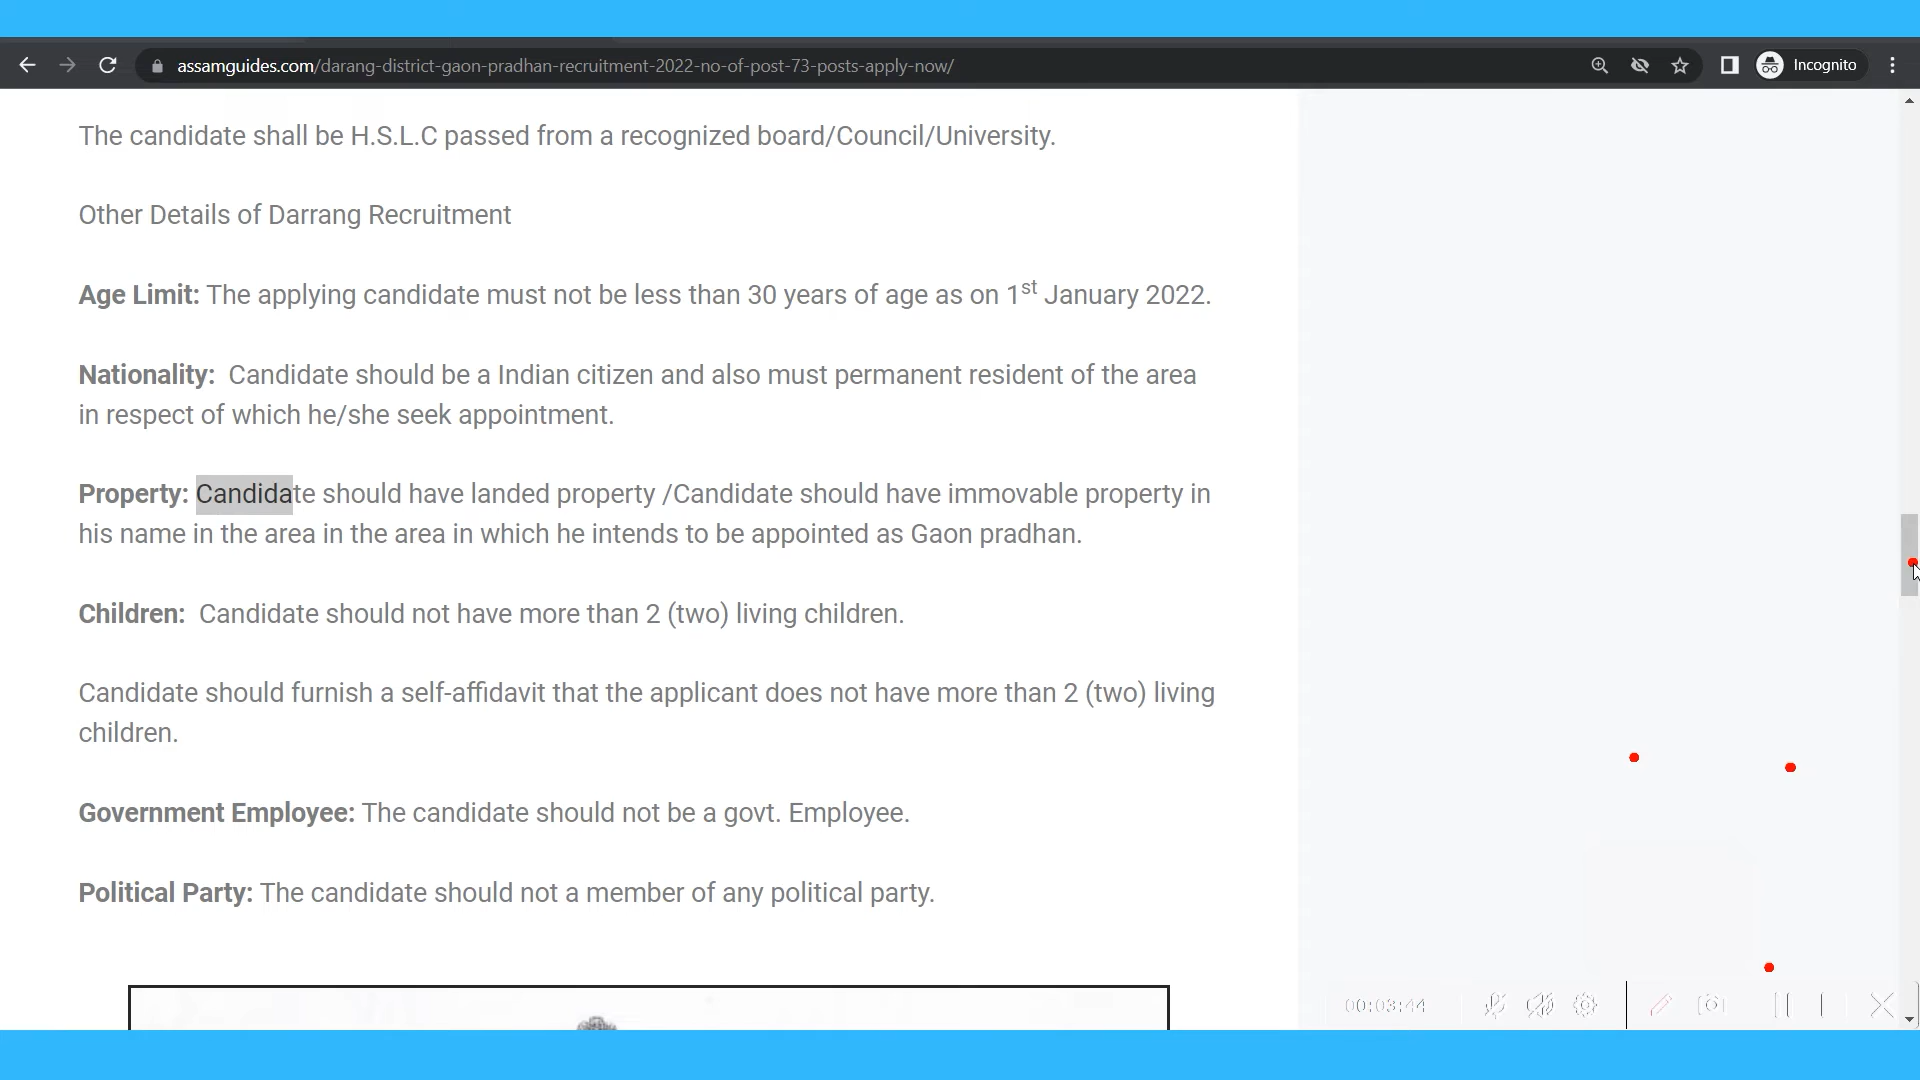 assamguides.com/darang-district-gaon-pradhan-recruitment-2022-no-of-post-73-posts-apply-now/
Incognito
The candidate shall be H.S.L.C passed from a recognized board/Council/University.
Other Details of Darrang Recruitment
Age Limit: The applying candidate must not be less than 30 years of age as on 1st January 2022.
Nationality: Candidate should be a Indian citizen and also must permanent resident of the area
in respect of which he/she seek appointment.
Property: Candidate should have landed property /Candidate should have immovable property in
his name in the area in the area in which he intends to be appointed as Gaon pradhan.
Children: Candidate should not have more than 2 (two) living children.
Candidate should furnish a self-affidavit that the applicant does not have more than 2 (two) living
children.
Government Employee: The candidate should not be a govt. Employee.
Political Party: The candidate should not a member of any political party.
00:03:44